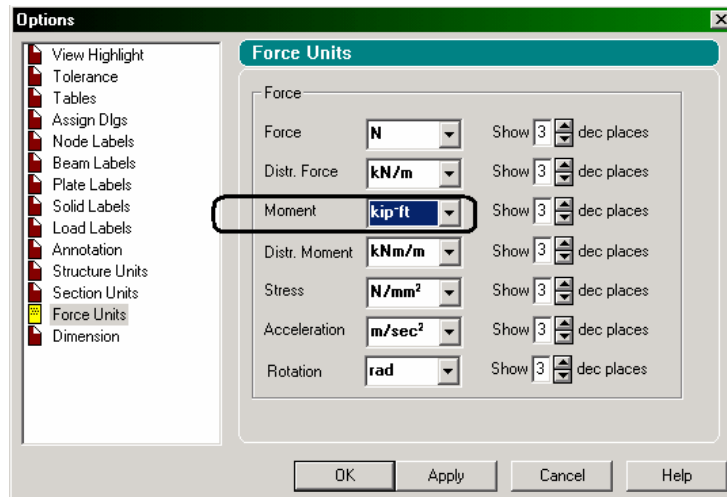 Options
View Highlight
Tolerance
Tables
Assign Dlgs
Node Labels
Beam Labels
Plate Labels
Solid Labels
Load Labels
Annotation
Structure Units
Section Units
Force Units
Dimension
Force Units
Force
Force N Show 3 dec places
Distr. Force kN/m Show 3 dec places
Moment kip-ft Show 3 dec places
Distr. Moment kNm/m Show 3 dec places
Stress N/mm² Show 3 dec places
Acceleration m/sec² Show 3 dec places
Rotation rad Show 3 dec places
OK Apply Cancel Help